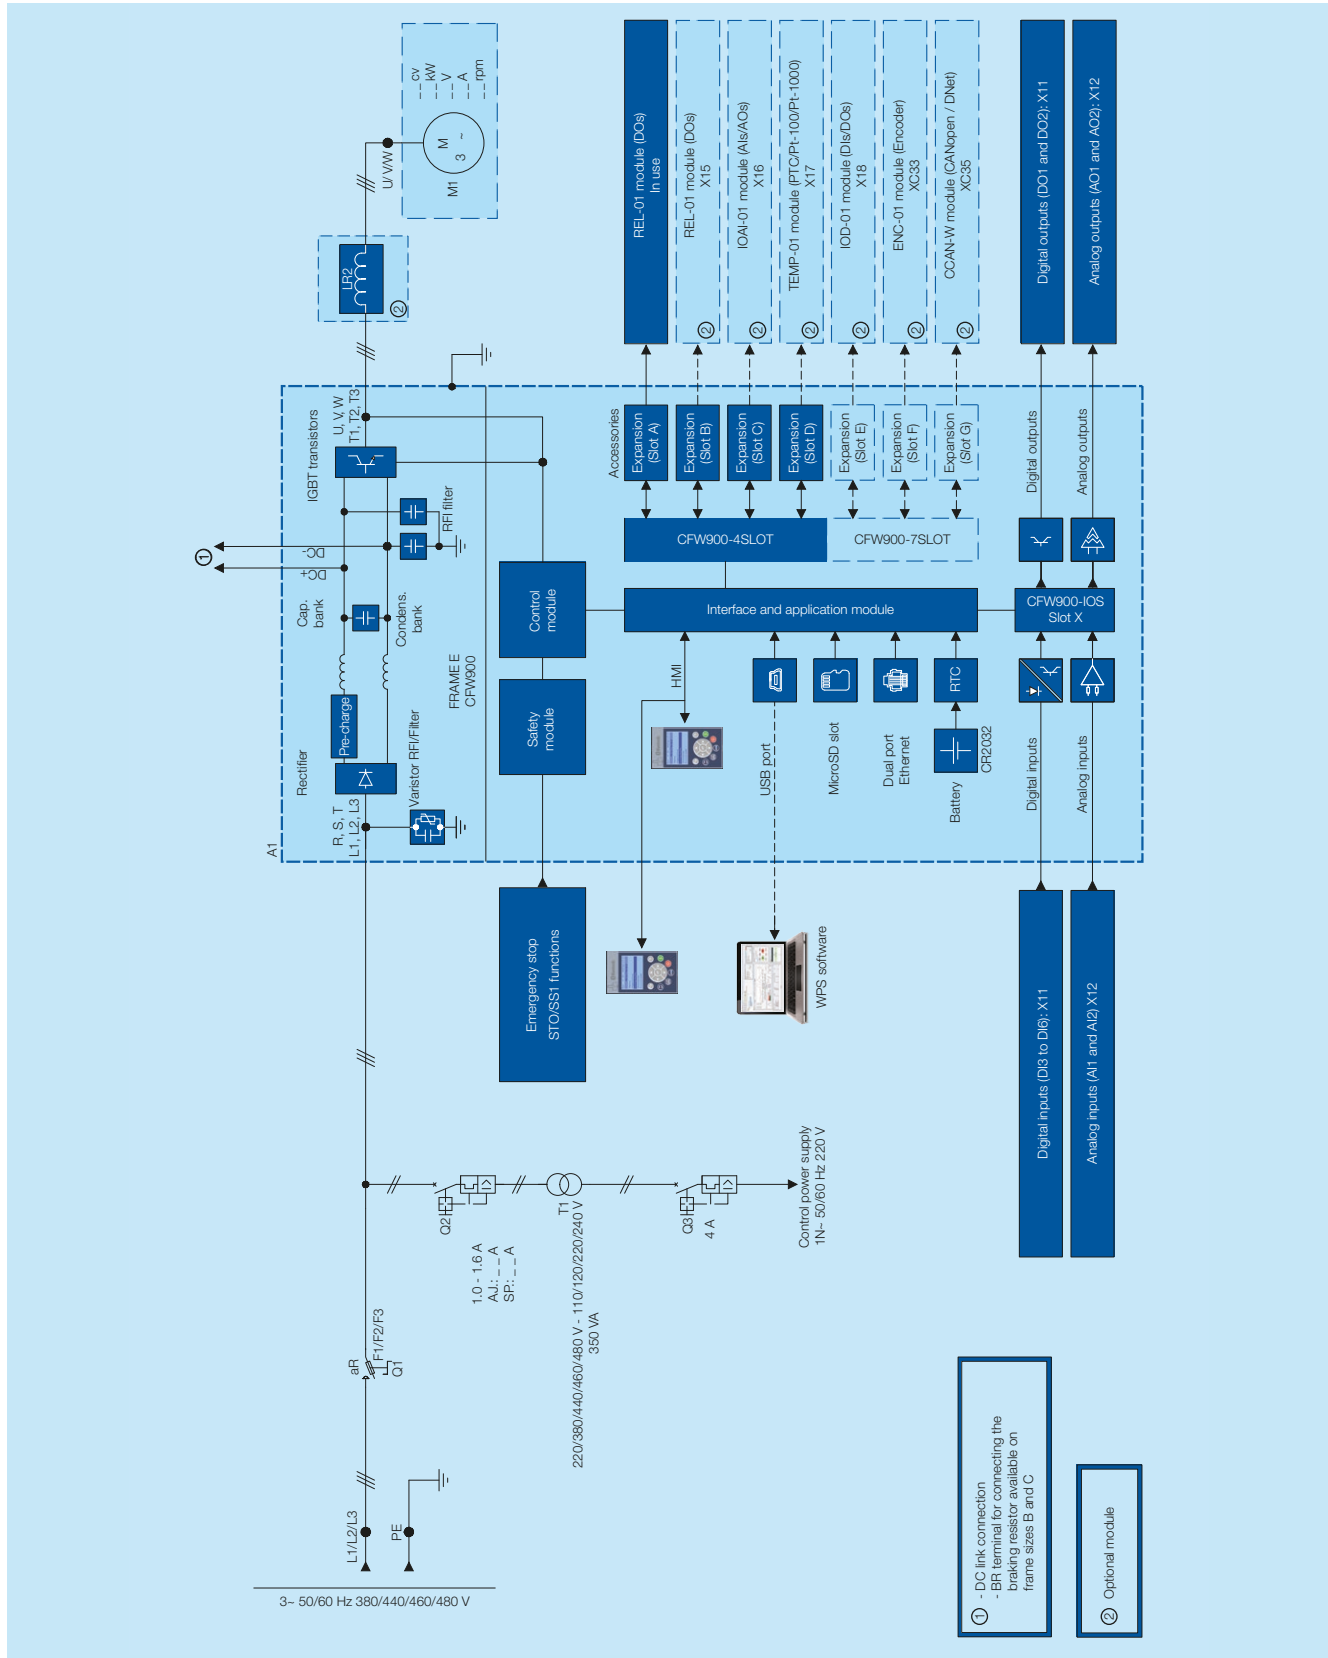 3~ 50/60 Hz 380/440/460/480 V
L1/L2/L3
PE
aR
F1/F2/F3
Q1
Q2
1.0 - 1.6 A
AJ.: _ _ A
SP.: _ _ A
T1
220/380/440/460/480 V - 110/120/220/240 V
350 VA
Q3
4 A
Control power supply
1N~ 50/60 Hz 220 V
A1
R, S, T
L1, L2, L3
Rectifier
Varistor RFI/Filter
Pre-charge
Cap.
bank
Condens.
bank
DC+
DC-
1
RFI filter
IGBT transistors
U, V, W
T1, T2, T3
LR2
2
U/V/W
M1
M
3 ~
_ _ cv
_ _ kW
_ _ V
_ _ A
_ _ rpm
FRAME E
CFW900
Emergency stop
STO/SS1 functions
Safety
module
Control
module
HMI
WPS software
USB port
MicroSD slot
Dual port
Ethernet
Battery
CR2032
RTC
Interface and application module
CFW900-4SLOT
CFW900-7SLOT
Accessories
Expansion
(Slot A)
Expansion
(Slot B)
Expansion
(Slot C)
Expansion
(Slot D)
Expansion
(Slot E)
Expansion
(Slot F)
Expansion
(Slot G)
REL-01 module (DOs)
In use
2
REL-01 module (DOs)
X15
2
IOAI-01 module (AIs/AOs)
X16
2
TEMP-01 module (PTC/Pt-100/Pt-1000)
X17
2
IOD-01 module (DIs/DOs)
X18
2
ENC-01 module (Encoder)
XC33
2
CCAN-W module (CANopen / DNet)
XC35
Digital inputs (DI3 to DI6): X11
Analog inputs (AI1 and AI2) X12
Digital inputs
Analog inputs
CFW900-IOS
Slot X
Digital outputs
Analog outputs
Digital outputs (DO1 and DO2): X11
Analog outputs (AO1 and AO2): X12
1 - DC link connection
- BR terminal for connecting the
braking resistor available on
frame sizes B and C
2 Optional module